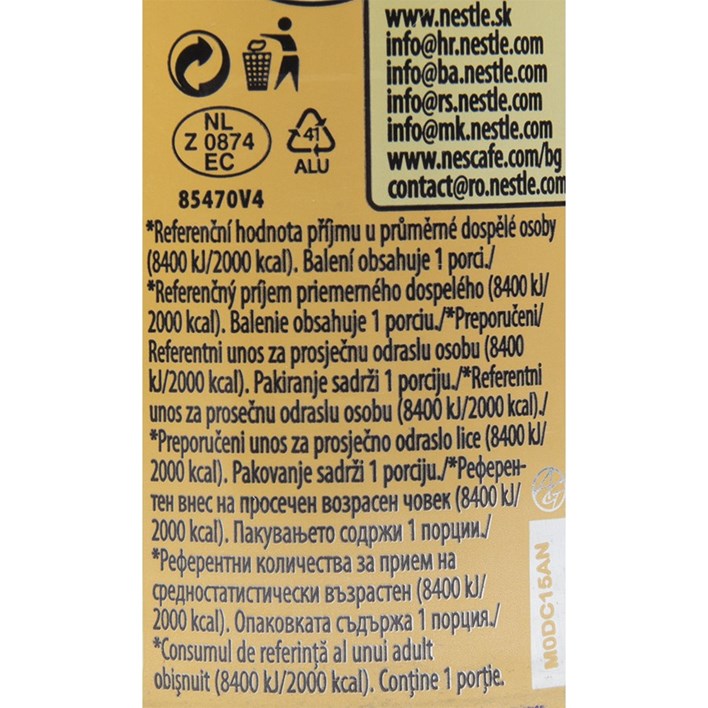 www.nestle.sk
info@hr.nestle.com
info@ba.nestle.com
info@rs.nestle.com
info@mk.nestle.com
www.nescafe.com/bg
contact@ro.nestle.com
NL
Z 0874
EC
41
ALU
85470V4
*Referenční hodnota příjmu u průměrné dospělé osoby
(8400 kJ/2000 kcal). Balení obsahuje 1 porci./
*Referenčný príjem priemerného dospelého (8400 kJ/
2000 kcal). Balenie obsahuje 1 porciu./*Preporučeni/
Referentni unos za prosječnu odraslu osobu (8400
kJ/2000 kcal). Pakiranje sadrži 1 porciju./*Referentni
unos za prosečnu odraslu osobu (8400 kJ/2000 kcal)./
*Preporučeni unos za prosječno odraslo lice (8400 kJ/
2000 kcal). Pakovanje sadrži 1 porciju./*Референ-
тен внес на просечен возрасен човек (8400 kJ/
2000 kcal). Пакувањето содржи 1 порции./
*Референтни количества за прием на
средностатистически възрастен (8400 kJ/
2000 kcal). Опаковката съдържа 1 порция./
*Consumul de referință al unui adult
obișnuit (8400 kJ/2000 kcal). Conține 1 porție.
M0DC15AN